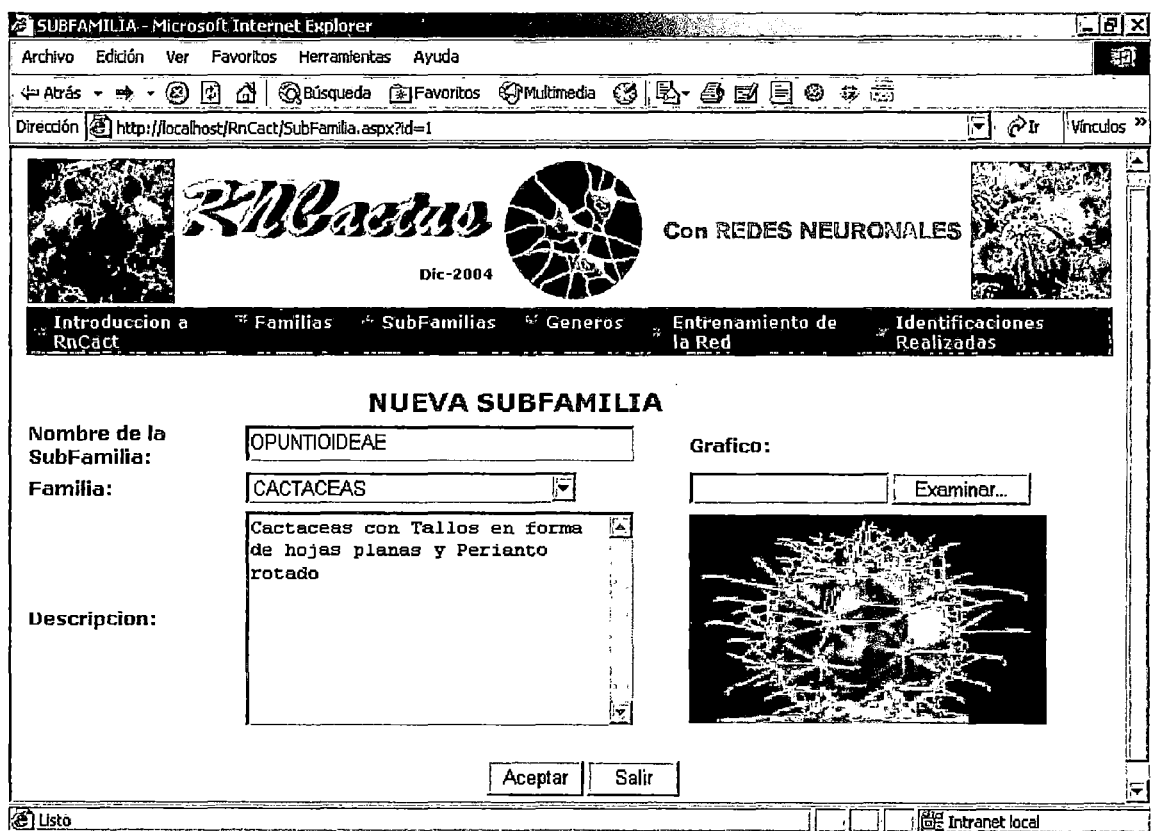 SUBFAMILIA - Microsoft Internet Explorer
Archivo Edición Ver Favoritos Herramientas Ayuda
Atrás Búsqueda Favoritos Multimedia
Dirección http://localhost/RnCact/SubFamilia.aspx?id=1 Ir Vínculos »
RNCactus
Con REDES NEURONALES
Dic-2004
Introduccion a RnCact Familias SubFamilias Generos Entrenamiento de la Red Identificaciones Realizadas
NUEVA SUBFAMILIA
Nombre de la SubFamilia: OPUNTIOIDEAE
Grafico:
Familia: CACTACEAS
Examinar...
Descripcion:
Cactaceas con Tallos en forma
de hojas planas y Perianto
rotado
Aceptar Salir
Listo Intranet local